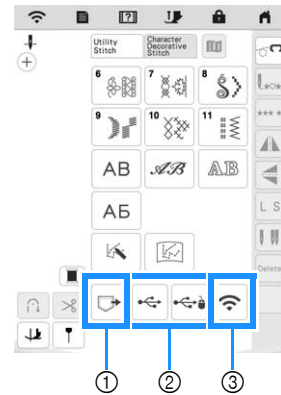 Utility
Stitch
Character
Decorative
Stitch
6
7
8
9
10
11
AB
AB
AB
АБ
L S
Delete
①
②
③